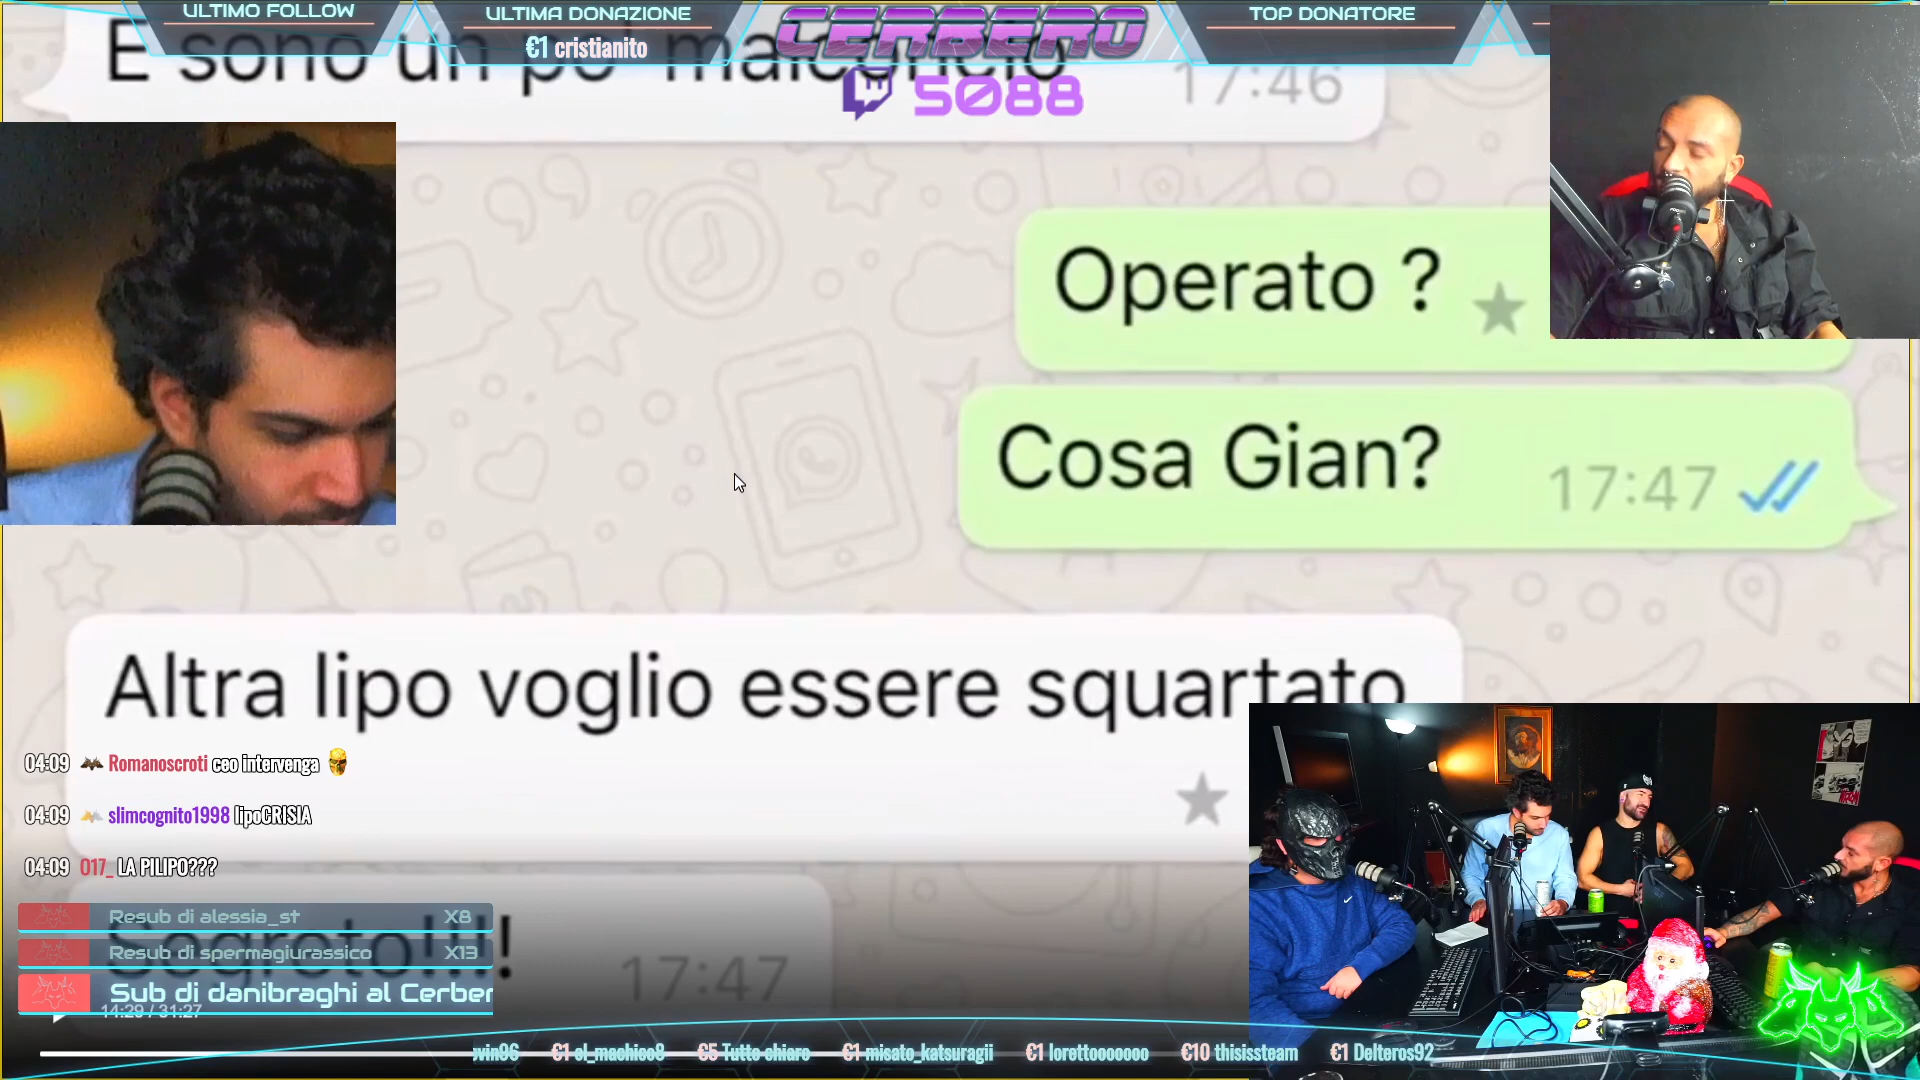 ULTIMO FOLLOW
ULTIMA DONAZIONE
€1 cristianito
CERBERO
5088
TOP DONATORE
E sono un po'
17:46
Operato ?
Cosa Gian?
17:47
Altra lipo voglio essere squartato
04:09 Romanoscroti ceo intervenga
04:09 slimcognito1998 lipoCRISIA
04:09 017_ LA PILIPO???
Resub di alessia_st X8
Resub di spermagiurassico X13
Segreto!!!!
17:47
Sub di danibraghi al Cerber
14:29 / 31:27
vin96 €1 el_machico8 €5 Tutto chiaro €1 misato_katsuragii €1 lorettooooooo €10 thisissteam €1 Delteros92